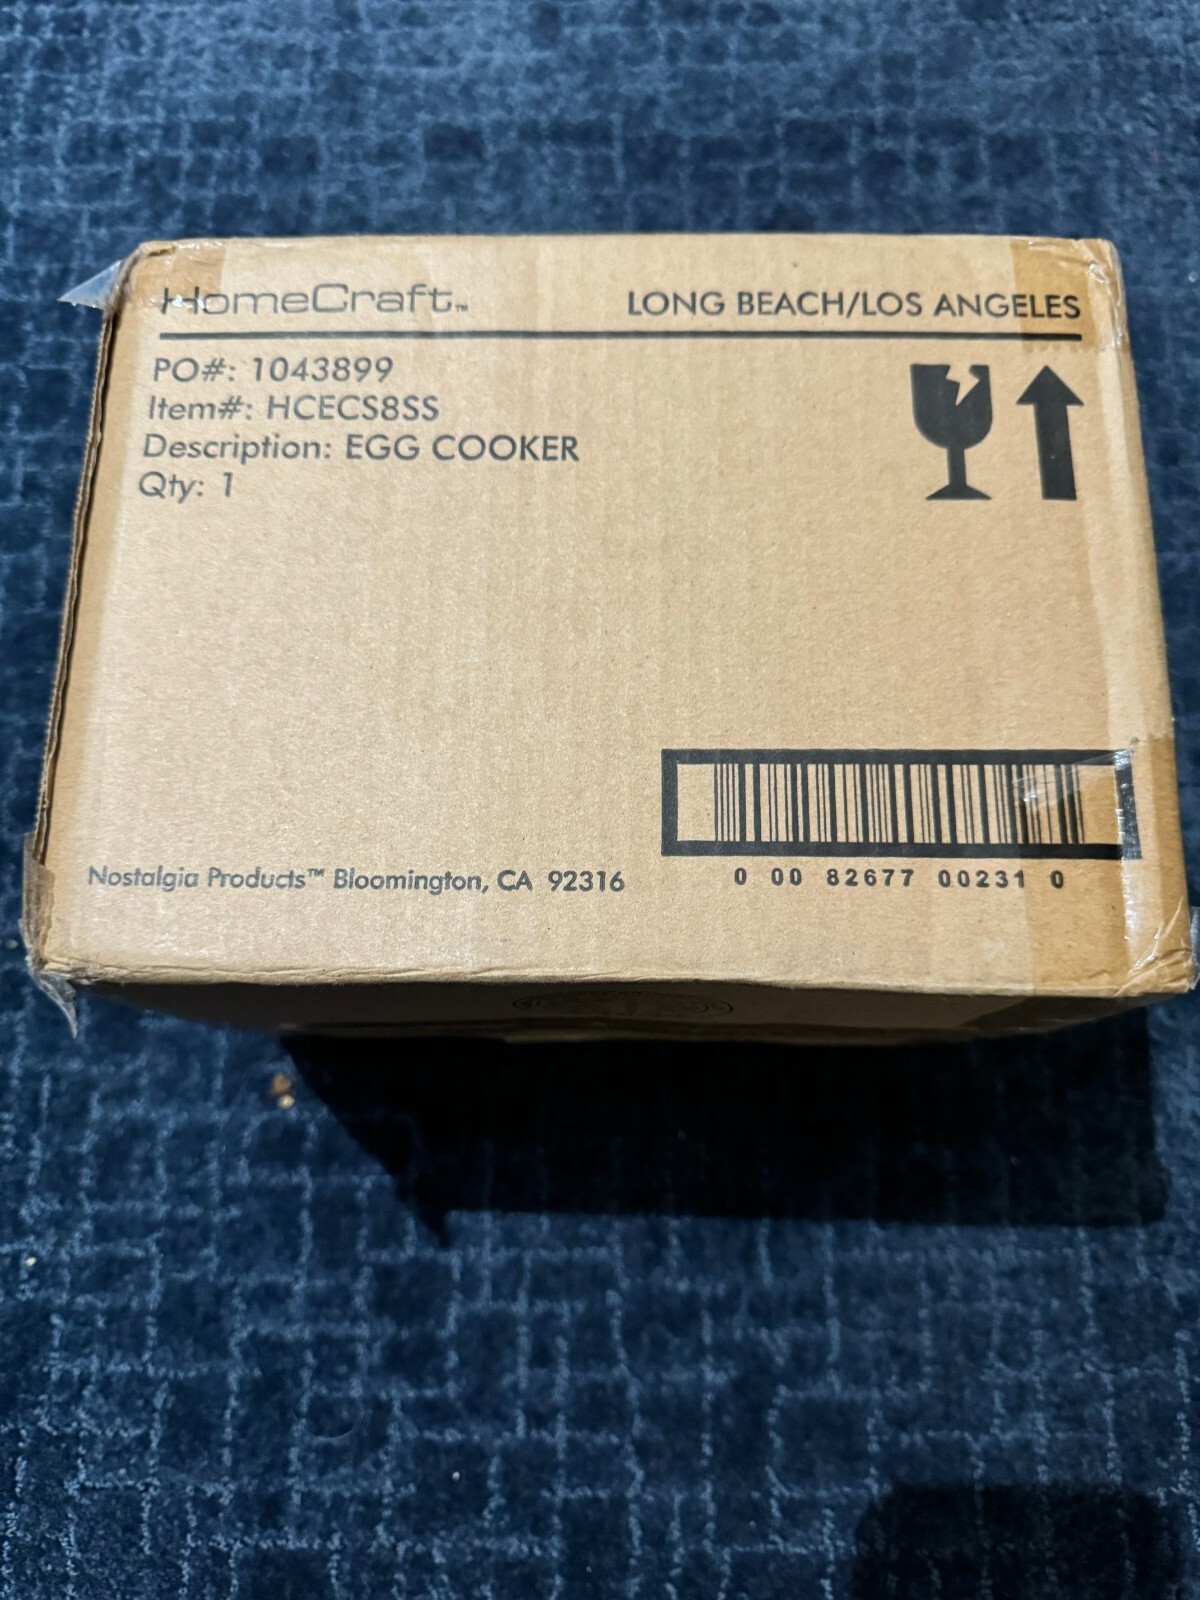 HomeCraft™ LONG BEACH/LOS ANGELES
PO#: 1043899
Item#: HCECS8SS
Description: EGG COOKER
Qty: 1
Nostalgia Products™ Bloomington, CA 92316
0 00 82677 00231 0